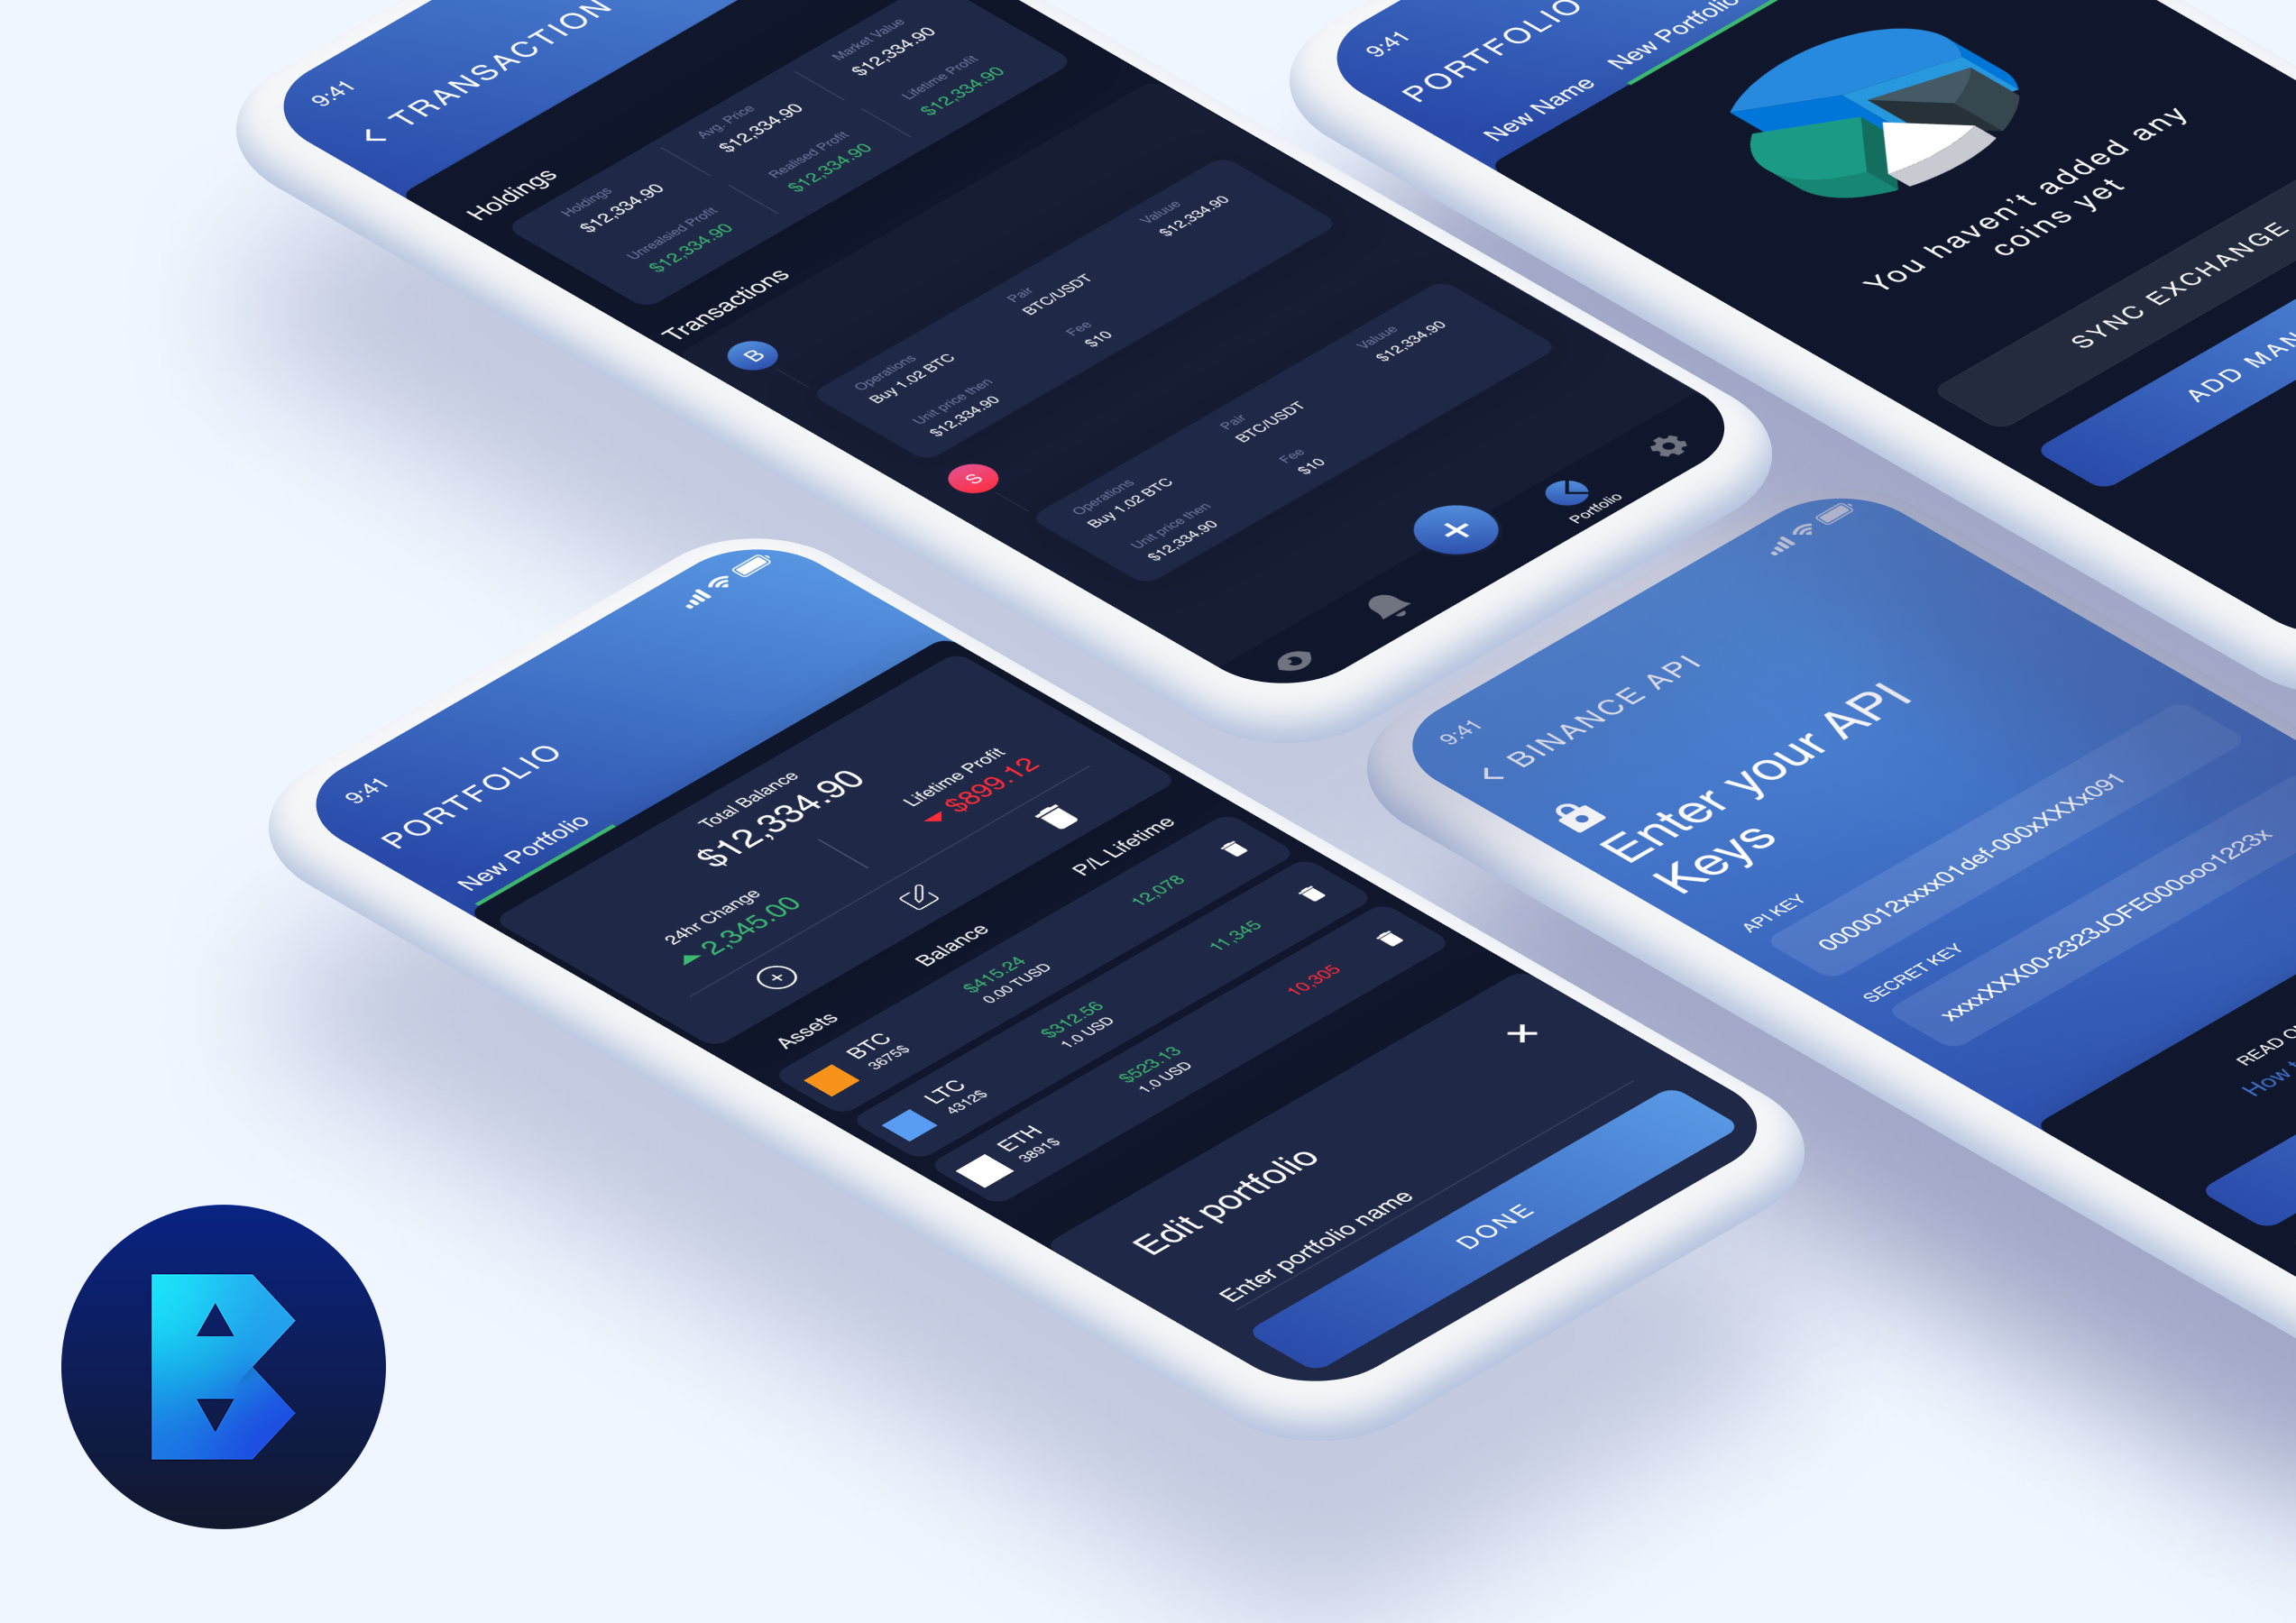 9:41
TRANSACTION
Holdings
Holdings
$12,334.90
Avg. Price
$12,334.90
Market Value
$12,334.90
Unrealsied Profit
$12,334.90
Realised Profit
$12,334.90
Lifetime Profit
$12,334.90
Transactions
B
Operations
Buy 1.02 BTC
Pair
BTC/USDT
Valuue
$12,334.90
Unit price then
$12,334.90
Fee
$10
S
Operations
Buy 1.02 BTC
Pair
BTC/USDT
Valuue
$12,334.90
Unit price then
$12,334.90
Fee
$10
Portfolio
9:41
PORTFOLIO
New Name
New Portfolio
You haven't added any
coins yet
SYNC EXCHANGE
ADD
9:41
PORTFOLIO
New Portfolio
Total Balance
$12,334.90
24hr Change
2,345.00
Lifetime Profit
$899.12
Assets
Balance
P/L Lifetime
BTC
3675$
$415.24
0.00 TUSD
12,078
LTC
4312$
$312.56
1.0 USD
11,345
ETH
3891$
$523.13
1.0 USD
10,305
Edit portfolio
Enter portfolio name
DONE
9:41
BINANCE API
Enter your API
Keys
API KEY
0000012xxxx01def-000xXXXx091
SECRET KEY
xxxxXXX00-2323JOFE000ooo1223x
READ
How
B